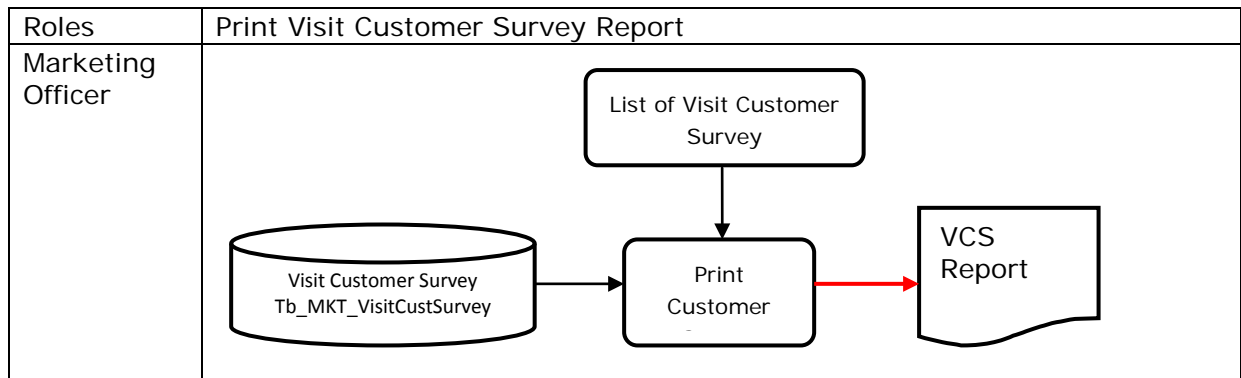 Roles
Print Visit Customer Survey Report
Marketing
Officer
List of Visit Customer
Survey
Visit Customer Survey
Tb_MKT_VisitCustSurvey
Print
Customer
VCS
Report